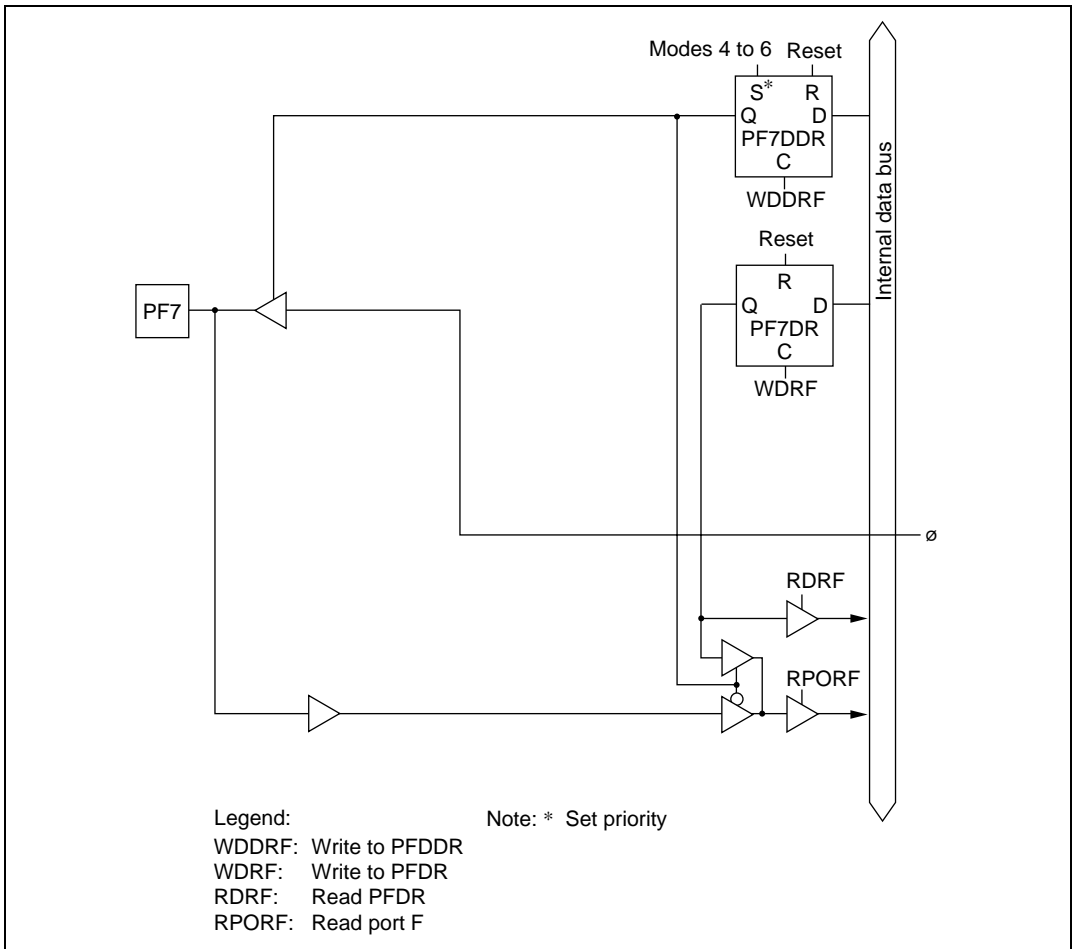 Modes 4 to 6 Reset
S* R
Q D
PF7DDR
C
WDDRF
Internal data bus
Reset
R
Q D
PF7DR
C
WDRF
PF7
ø
RDRF
RPORF
Legend:
WDDRF: Write to PFDDR
WDRF: Write to PFDR
RDRF: Read PFDR
RPORF: Read port F
Note: * Set priority